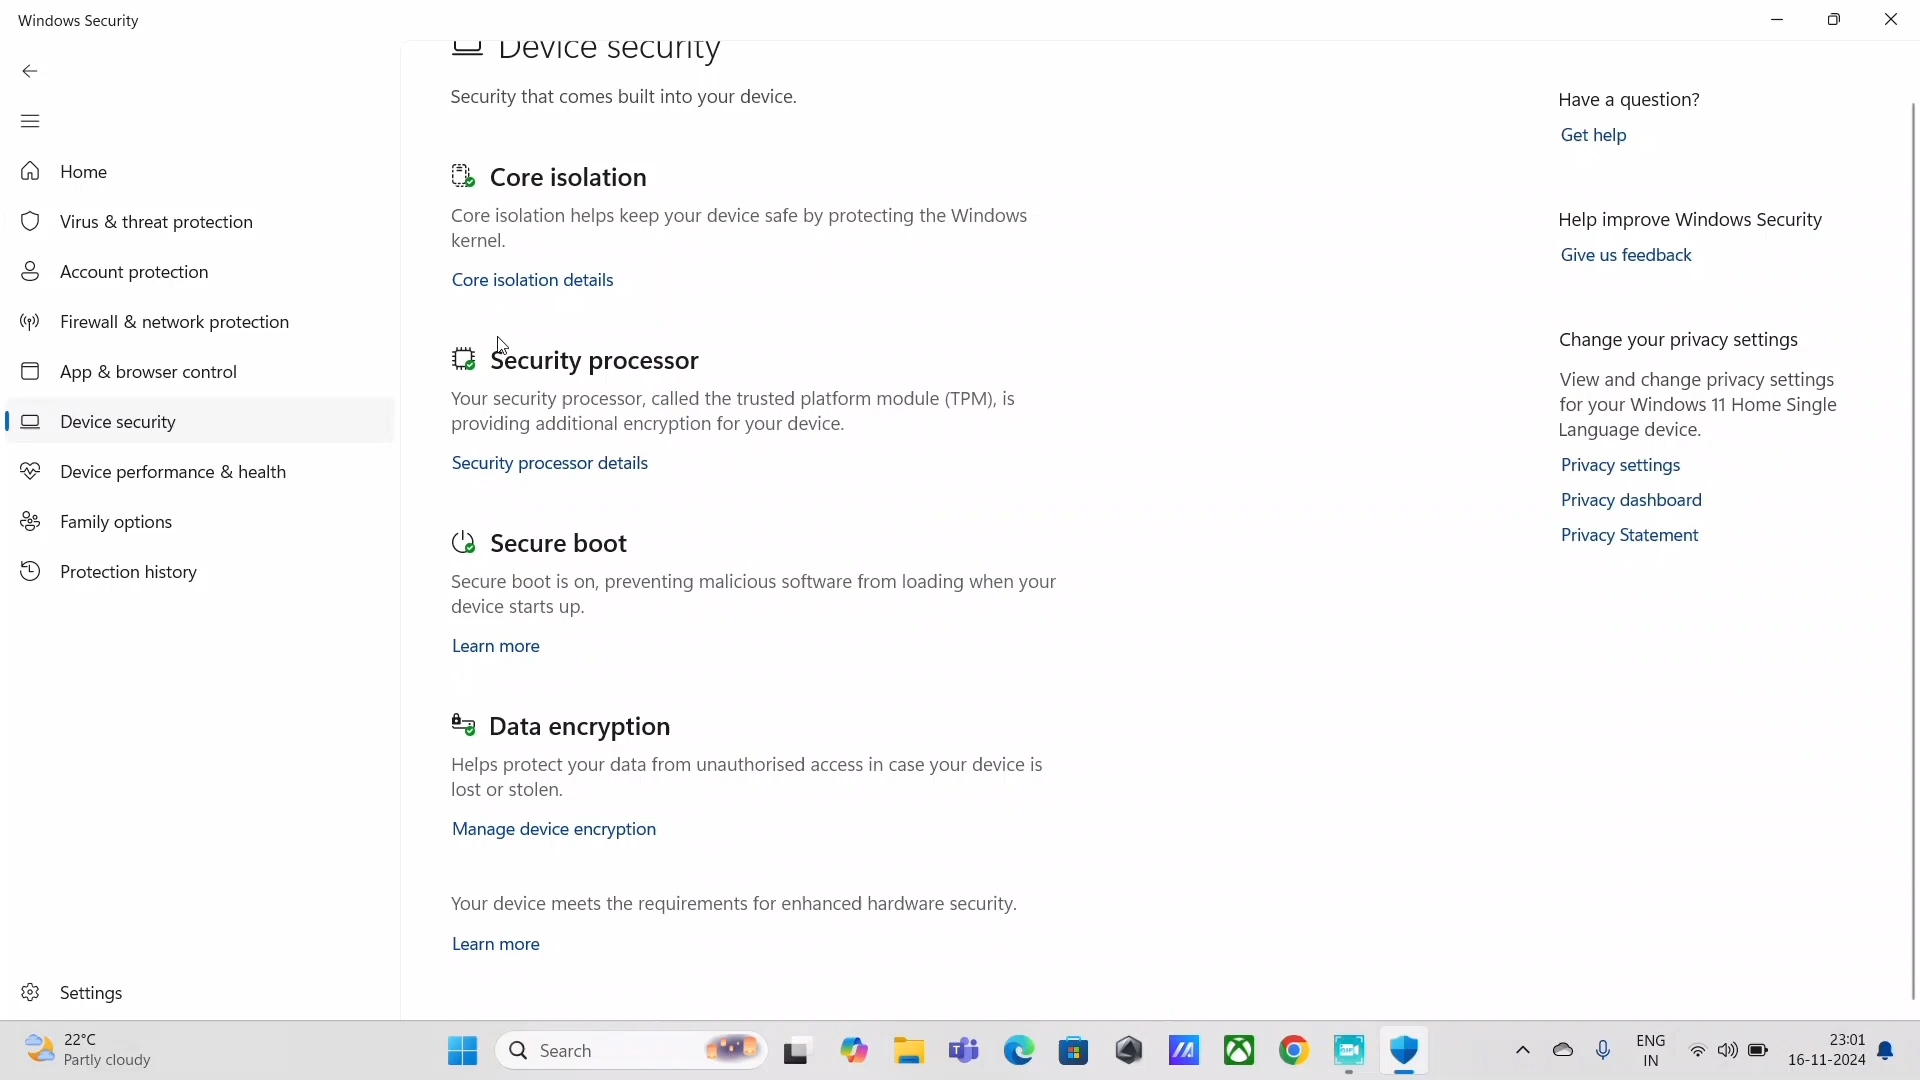 Windows Security
Home
Virus & threat protection
Account protection
Firewall & network protection
App & browser control
Device security
Device performance & health
Family options
Protection history
Settings
Device security
Security that comes built into your device.
Core isolation
Core isolation helps keep your device safe by protecting the Windows
kernel.
Core isolation details
Security processor
Your security processor, called the trusted platform module (TPM), is
providing additional encryption for your device.
Security processor details
Secure boot
Secure boot is on, preventing malicious software from loading when your
device starts up.
Learn more
Data encryption
Helps protect your data from unauthorised access in case your device is
lost or stolen.
Manage device encryption
Your device meets the requirements for enhanced hardware security.
Learn more
Have a question?
Get help
Help improve Windows Security
Give us feedback
Change your privacy settings
View and change privacy settings
for your Windows 11 Home Single
Language device.
Privacy settings
Privacy dashboard
Privacy Statement
22°C
Partly cloudy
Search
ENG
IN
23:01
16-11-2024